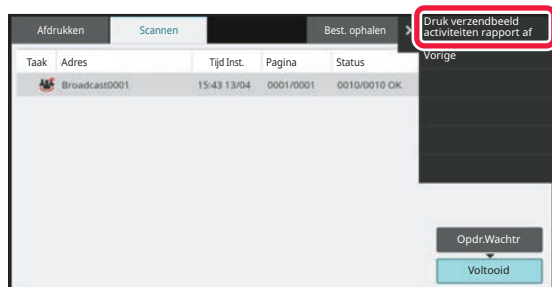 Afdrukken Scannen Best. ophalen
Druk verzendbeeld
activiteiten rapport af
Vorige
Taak Adres Tijd Inst. Pagina Status
Broadcast0001 15:43 13/04 0001/0001 0010/0010 OK
Opdr.Wachtr
Voltooid